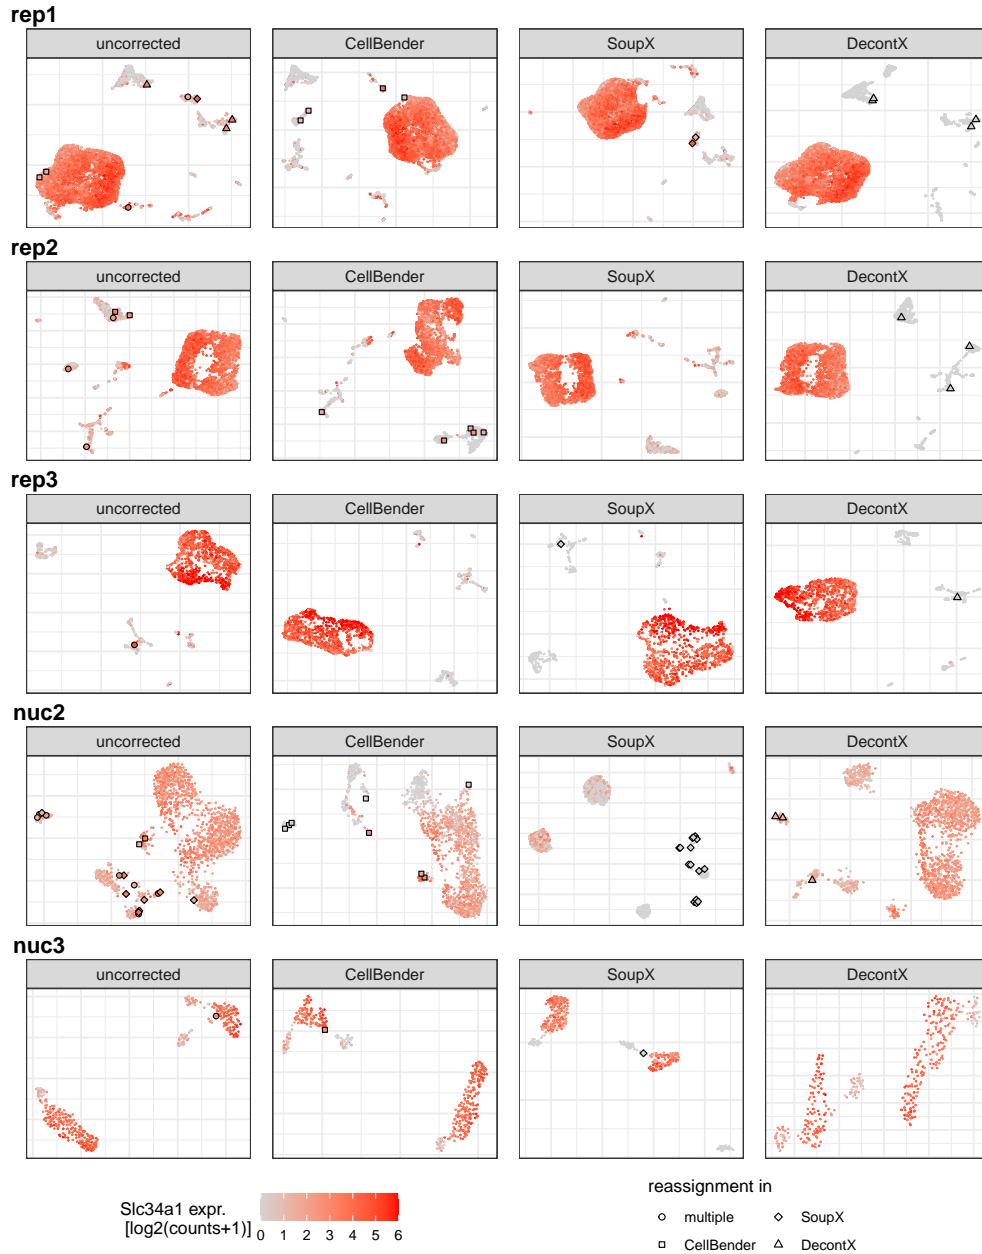 rep1
uncorrected CellBender SoupX DecontX
rep2
uncorrected CellBender SoupX DecontX
rep3
uncorrected CellBender SoupX DecontX
nuc2
uncorrected CellBender SoupX DecontX
nuc3
uncorrected CellBender SoupX DecontX
Slc34a1 expr.
[log2(counts+1)]
0 1 2 3 4 5 6
reassignment in
multiple SoupX
CellBender DecontX